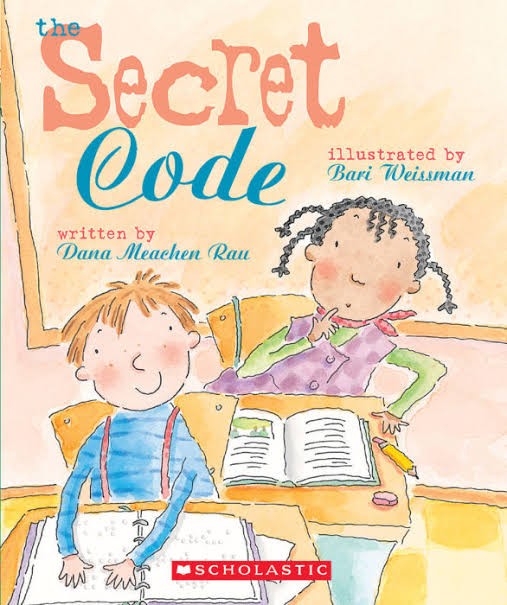 the
Secret
Code
illustrated by
Bari Weissman
written by
Dana Meachen Rau
SCHOLASTIC